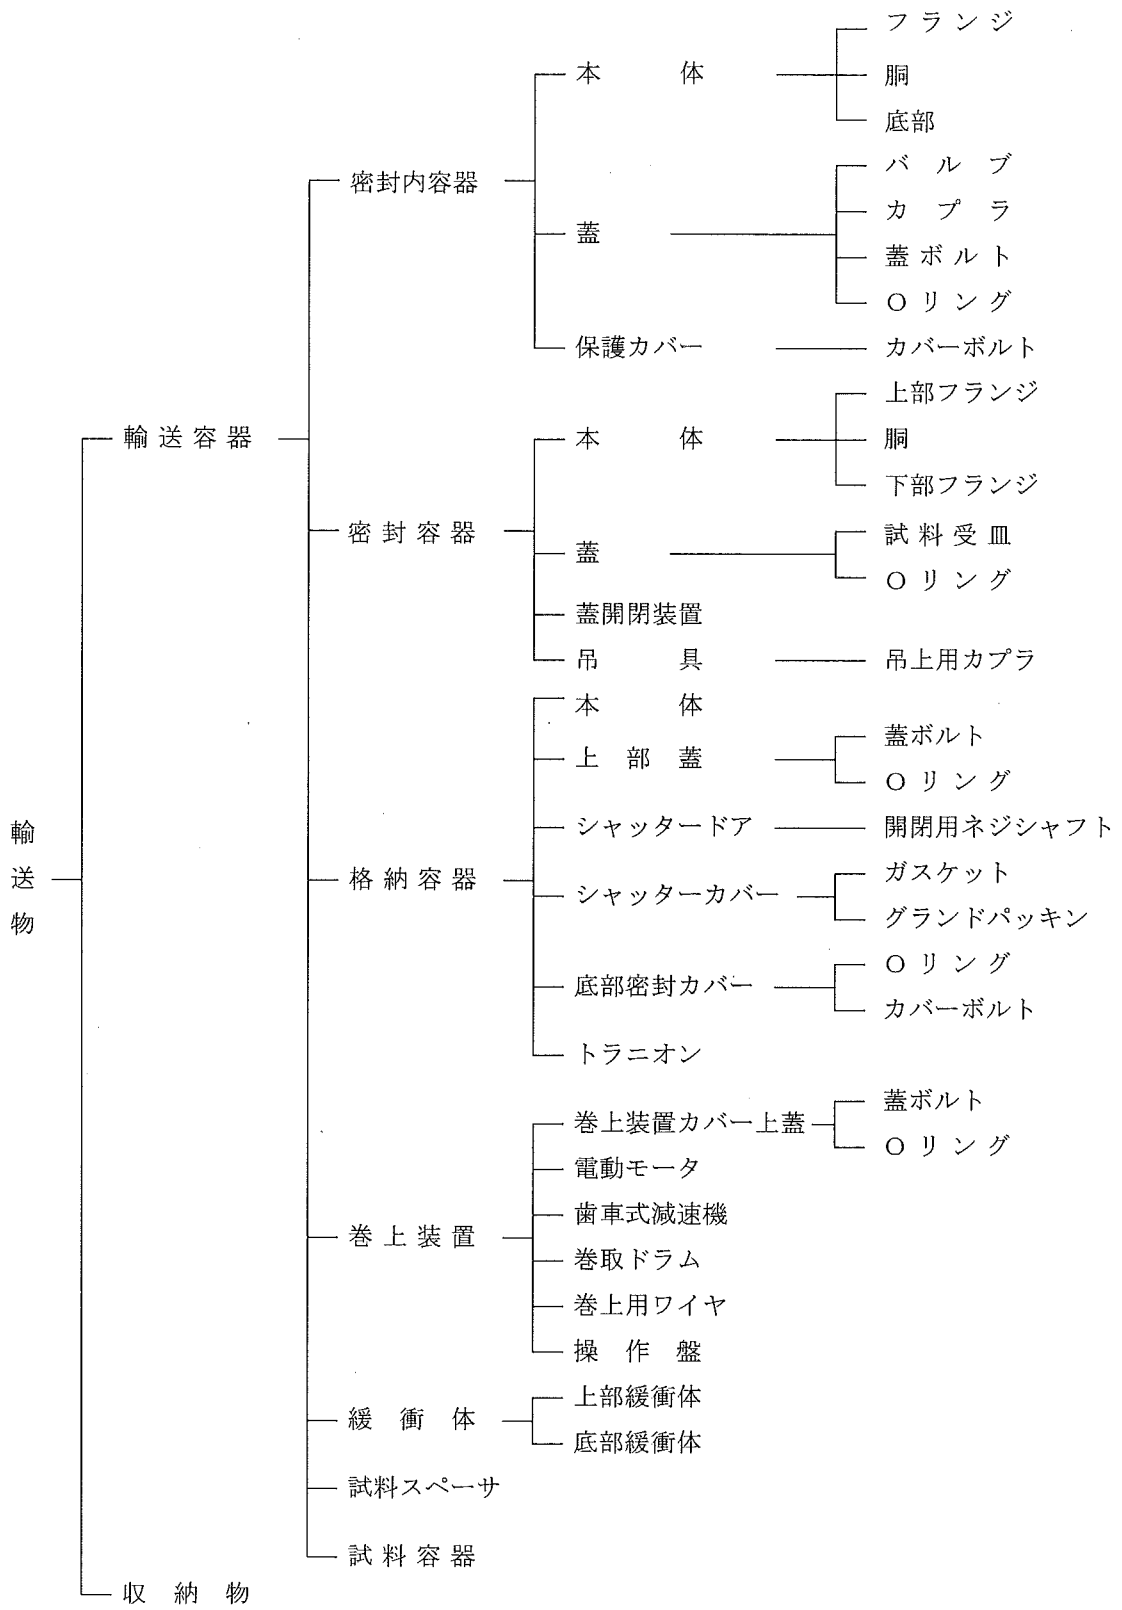 フランジ
本体
胴
底部
バルブ
密封内容器
カプラ
蓋
蓋ボルト
Oリング
保護カバー
カバーボルト
上部フランジ
輸送容器
本体
胴
下部フランジ
密封容器
試料受皿
蓋
Oリング
蓋開閉装置
吊具
吊上用カプラ
本体
蓋ボルト
上部蓋
Oリング
輸送物
シャッタードア
開閉用ネジシャフト
格納容器
ガスケット
シャッターカバー
グランドパッキン
Oリング
底部密封カバー
カバーボルト
トラニオン
蓋ボルト
巻上装置カバー上蓋
Oリング
電動モータ
歯車式減速機
巻上装置
巻取ドラム
巻上用ワイヤ
操作盤
上部緩衝体
緩衝体
底部緩衝体
試料スペーサ
試料容器
収納物